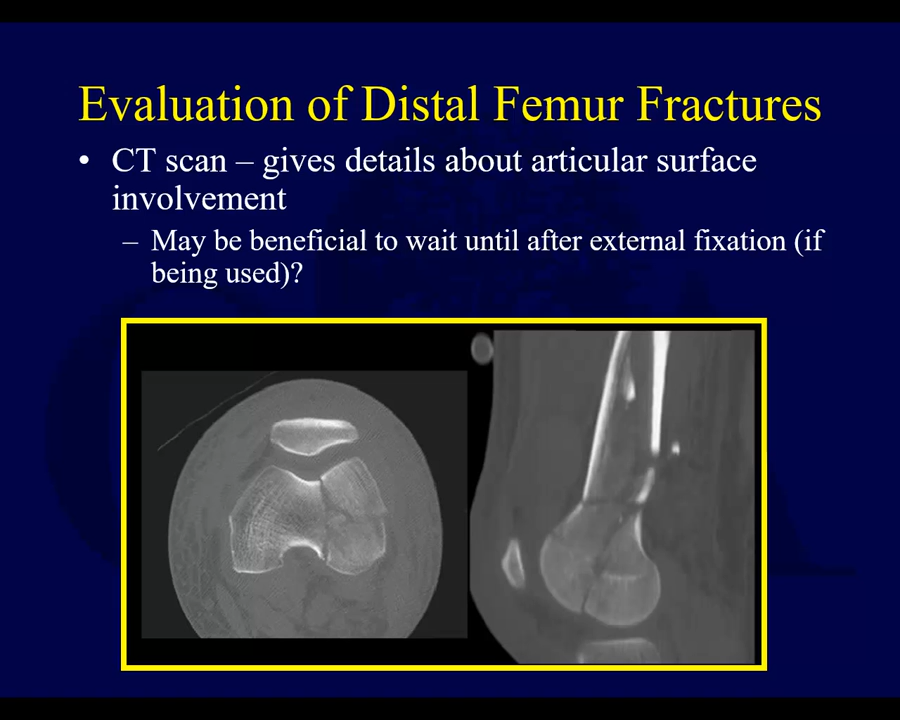 Evaluation of Distal Femur Fractures
• CT scan – gives details about articular surface
involvement
– May be beneficial to wait until after external fixation (if
being used)?